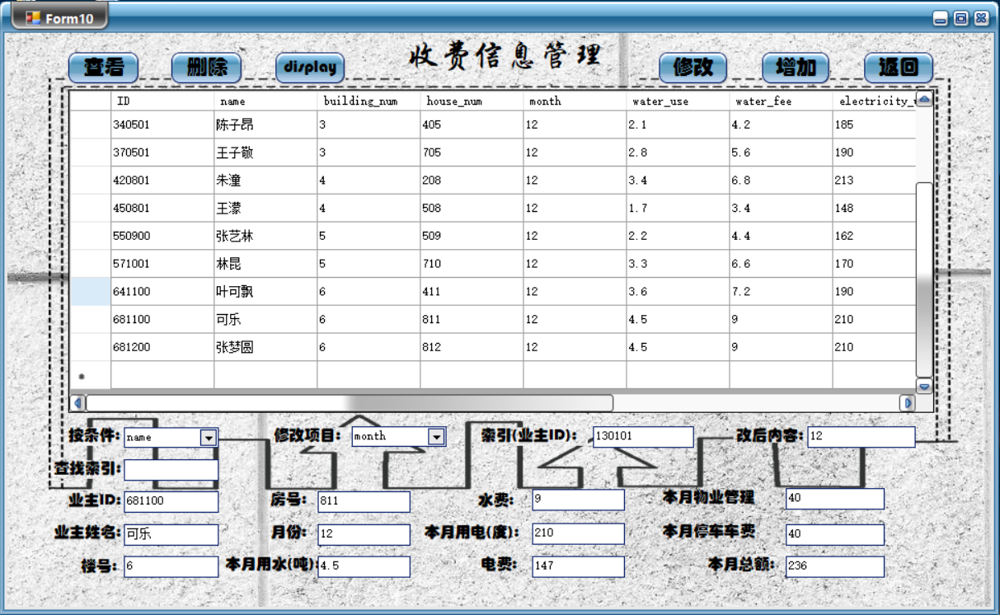 Form10
收费信息管理
查看 删除 display 修改 增加 返回
ID name building_num house_num month water_use water_fee electricity_
340501 陈子昂 3 405 12 2.1 4.2 185
370501 王子敬 3 705 12 2.8 5.6 190
420801 朱潼 4 208 12 3.4 6.8 213
450801 王濛 4 508 12 1.7 3.4 148
550900 张艺林 5 509 12 2.2 4.4 162
571001 林昆 5 710 12 3.3 6.6 170
641100 叶可飘 6 411 12 3.6 7.2 190
681100 可乐 6 811 12 4.5 9 210
681200 张梦圆 6 812 12 4.5 9 210
*
按条件: name 修改项目: month 索引(业主ID): 130101 改后内容: 12
查找索引:
业主ID: 681100 房号: 811 水费: 9 本月物业管理 40
业主姓名: 可乐 月份: 12 本月用电(度): 210 本月停车车费 40
楼号: 6 本月用水(吨): 4.5 电费: 147 本月总额: 236